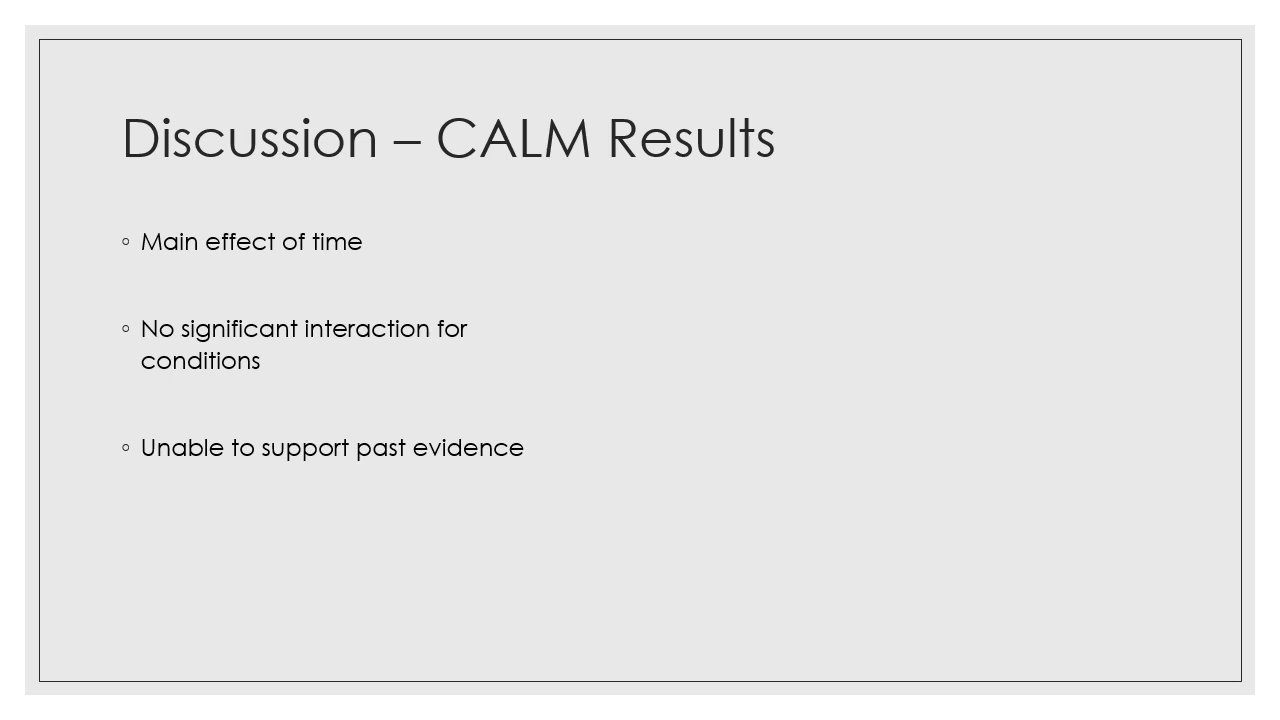 Discussion – CALM Results
◦ Main effect of time
◦ No significant interaction for
conditions
◦ Unable to support past evidence